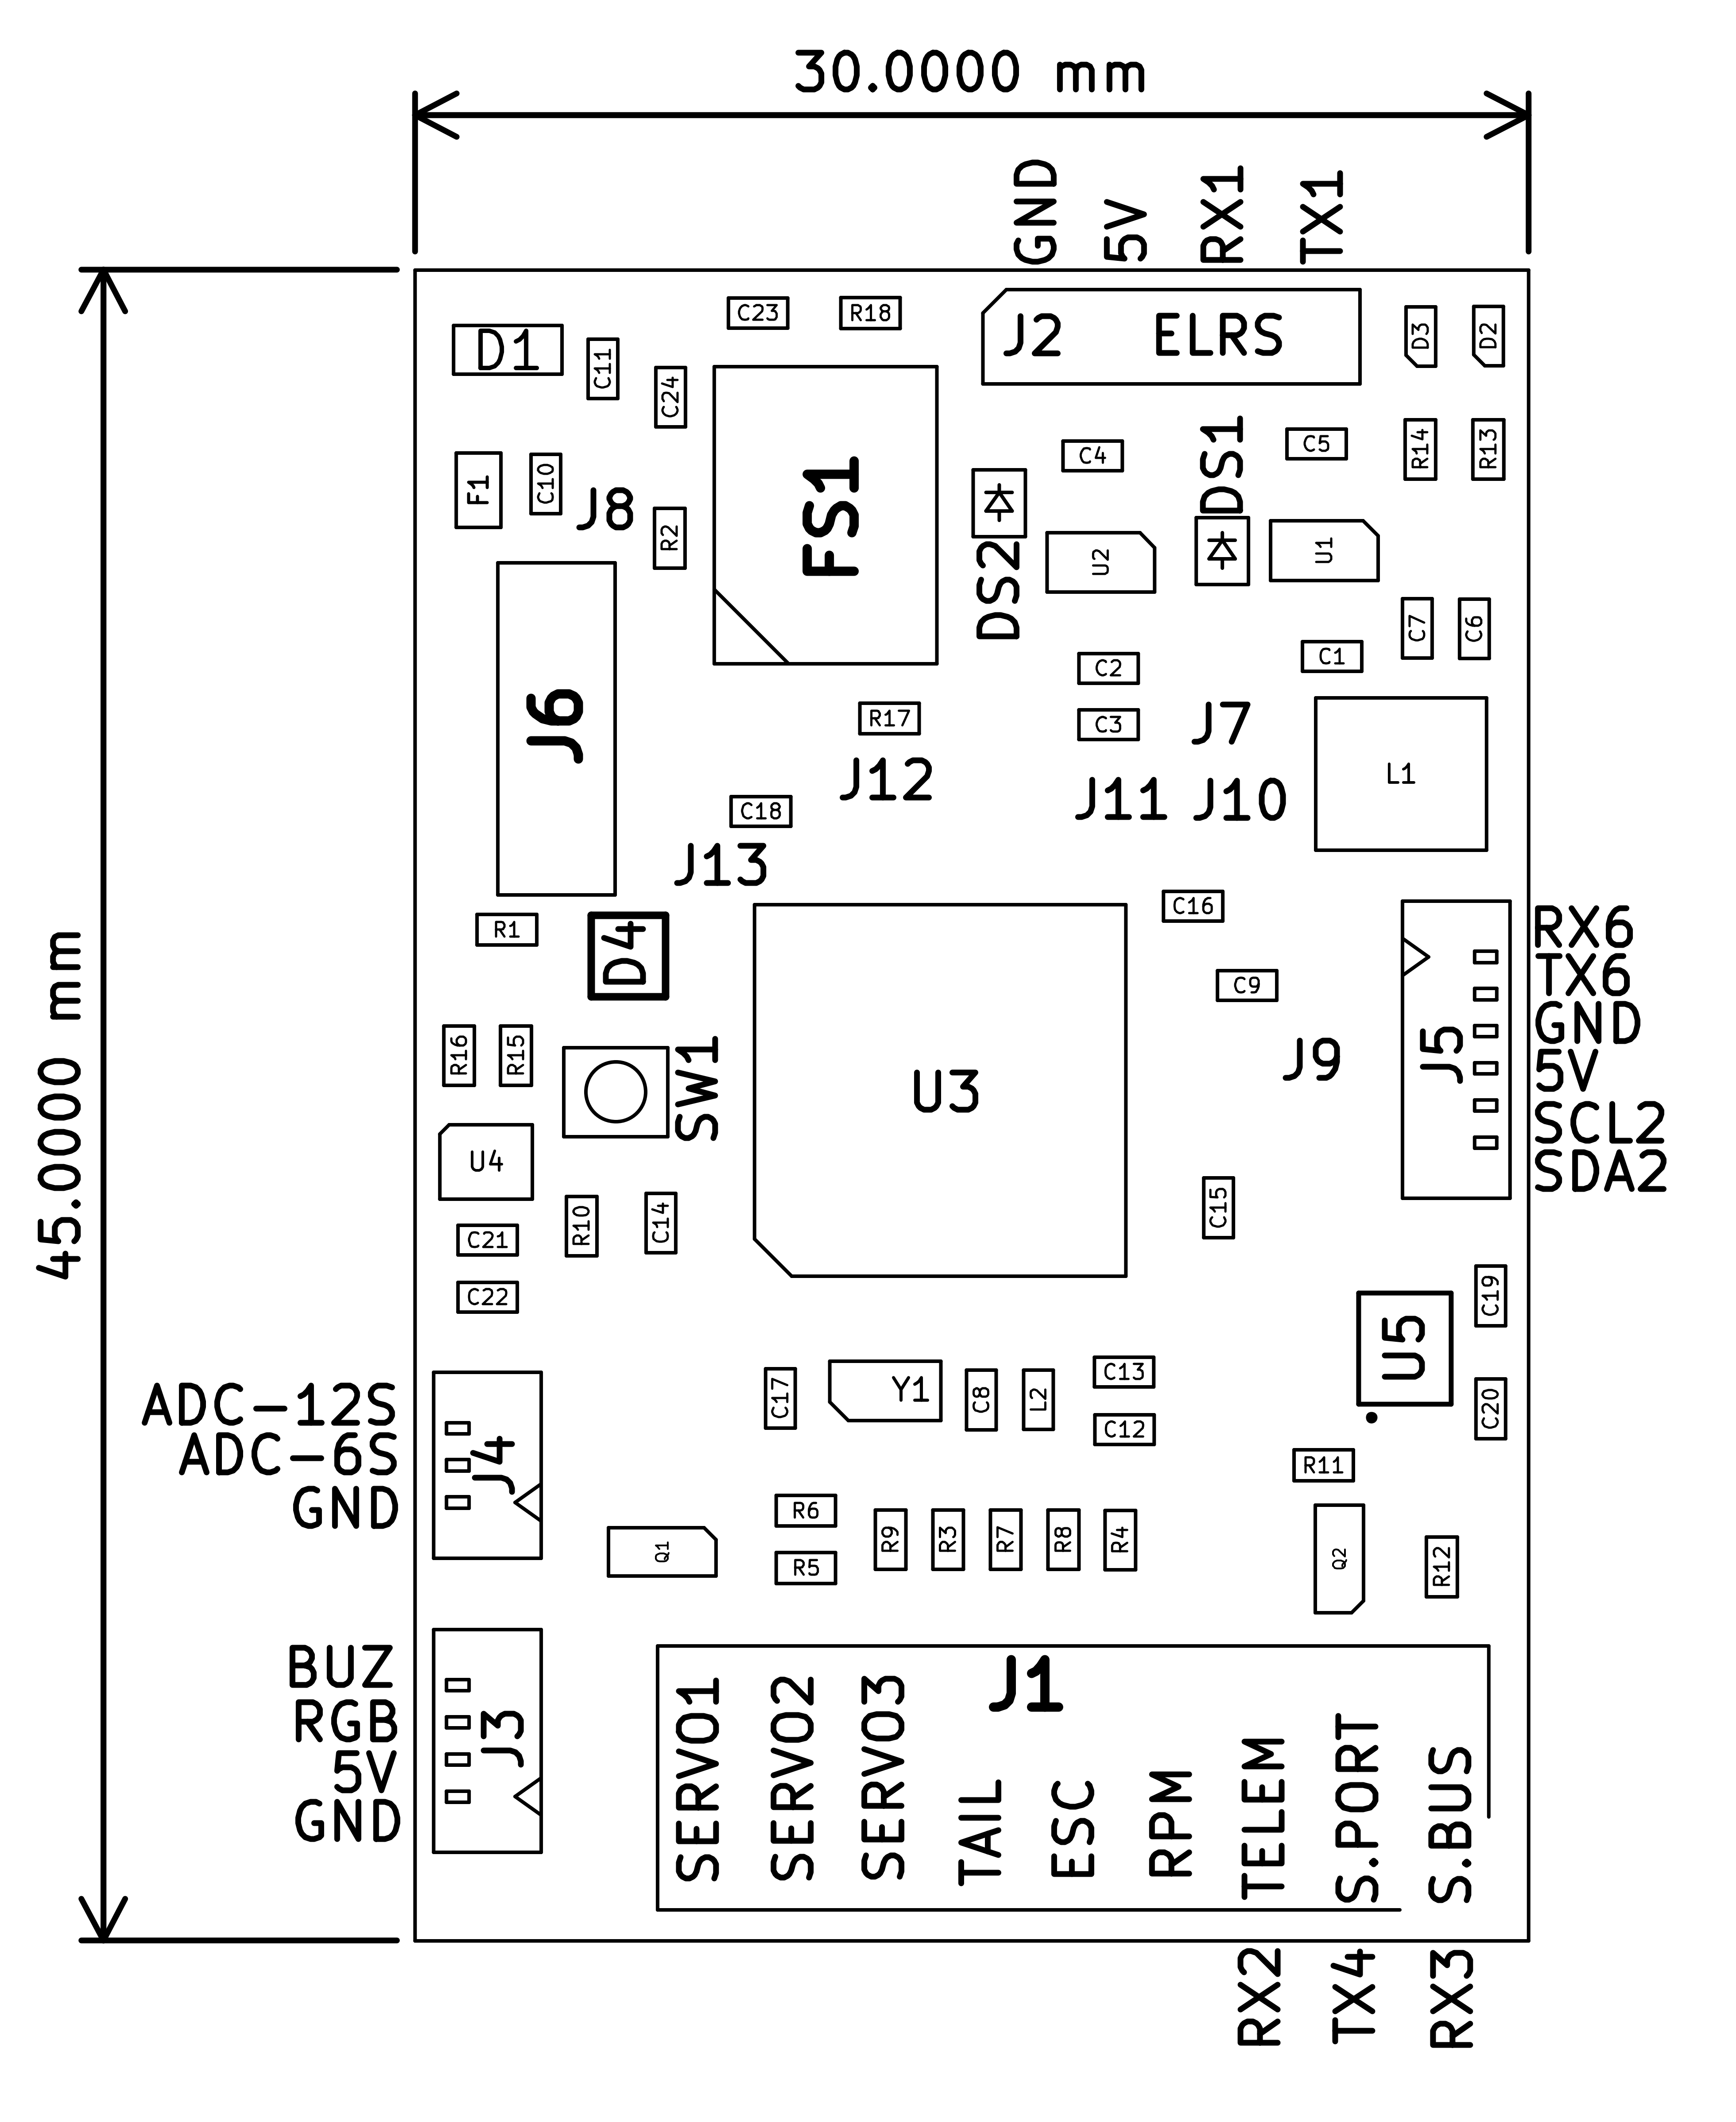 30.0000 mm
GND
5V
RX1
TX1
45.0000 mm
C23
R18
J2
ELRS
D3
D2
D1
C11
C24
FS1
DS1
C4
C5
R14
R13
F1
C10
J8
R2
DS2
U2
U1
C7
C6
C2
C1
J6
R17
C3
J7
L1
J12
J11
J10
C18
J13
C16
R1
D4
C9
RX6
TX6
GND
5V
SCL2
SDA2
J5
R16
R15
SW1
U3
J9
U4
C15
C21
R10
C14
C22
C19
U5
C20
ADC-12S
ADC-6S
GND
J4
C17
Y1
C8
L2
C13
C12
R11
R6
R5
Q1
R9
R3
R7
R8
R4
Q2
R12
BUZ
RGB
5V
GND
J3
J1
SERVO1
SERVO2
SERVO3
TAIL
ESC
RPM
TELEM
S.PORT
S.BUS
RX2
TX4
RX3